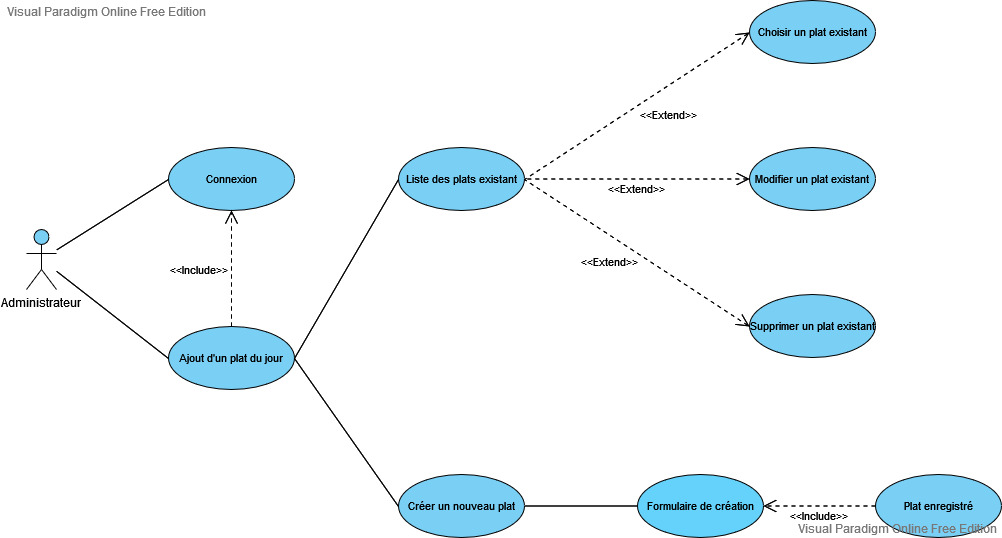 Visual Paradigm Online Free Edition
Choisir un plat existant
<<Extend>>
Connexion
Liste des plats existant
Modifier un plat existant
<<Extend>>
<<Include>>
<<Extend>>
Administrateur
Supprimer un plat existant
Ajout d'un plat du jour
Créer un nouveau plat
Formulaire de création
Plat enregistré
<<Include>>
Visual Paradigm Online Free Edition